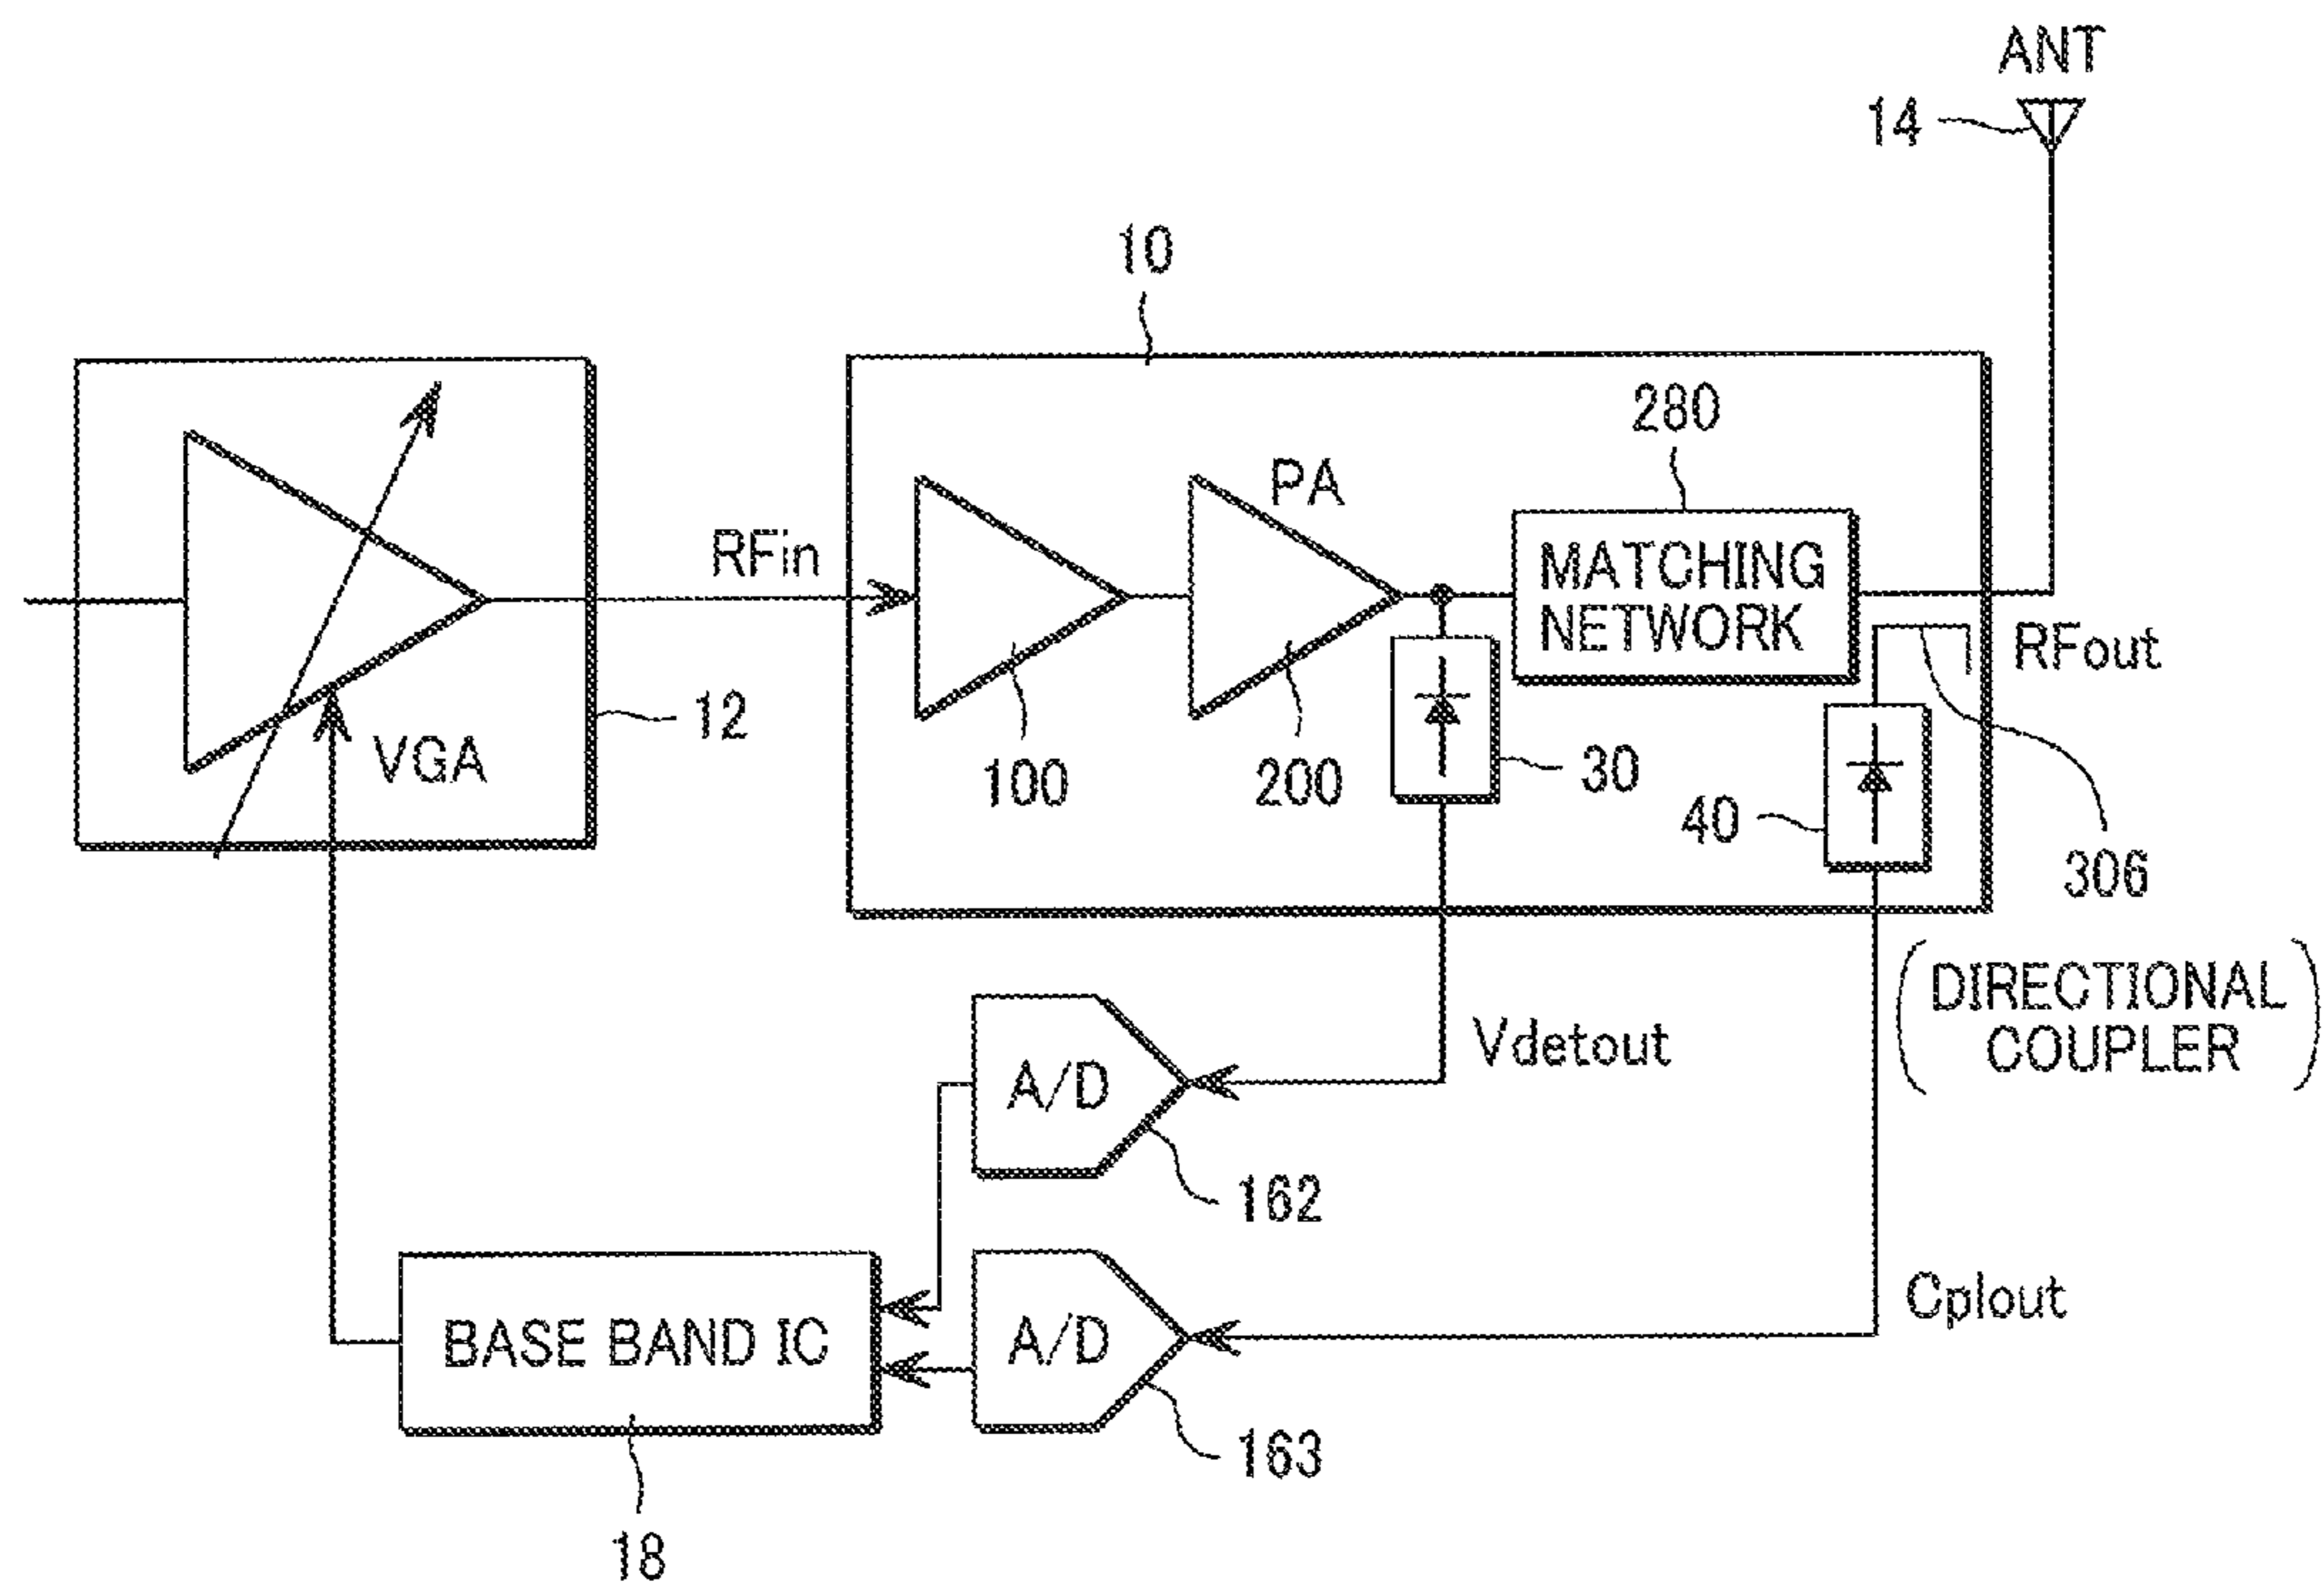 ANT
14
10
280
PA
RFin
MATCHING
NETWORK
RFout
12
VGA
100
200
30
40
306
(DIRECTIONAL
COUPLER)
Vdetout
A/D
162
Cplout
BASE BAND IC
A/D
163
18